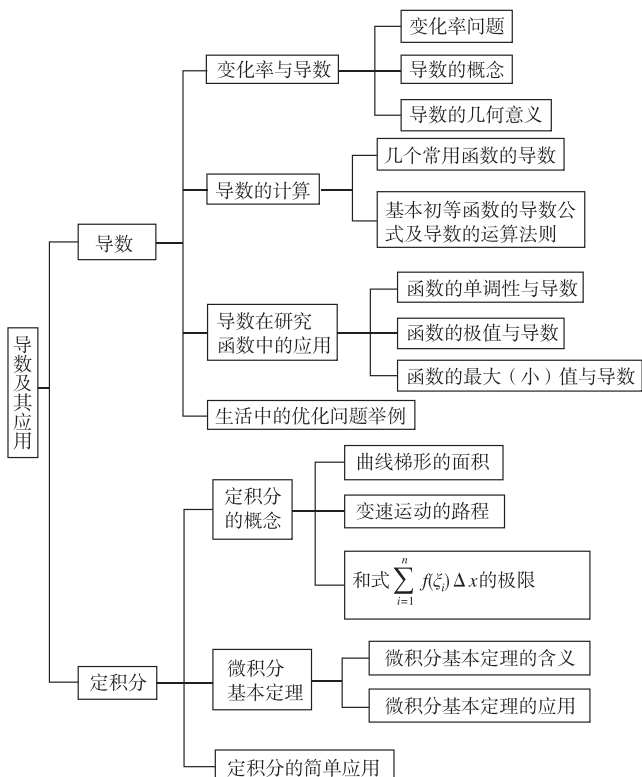 变化率问题
变化率与导数
导数的概念
导数的几何意义
几个常用函数的导数
导数的计算
基本初等函数的导数公
式及导数的运算法则
导数
函数的单调性与导数
导数在研究
函数中的应用
函数的极值与导数
函数的最大（小）值与导数
导数及其应用
生活中的优化问题举例
曲线梯形的面积
定积分
的概念
变速运动的路程
和式 n∑i=1 f(ξi) Δx的极限
微积分基本定理的含义
定积分
微积分
基本定理
微积分基本定理的应用
定积分的简单应用